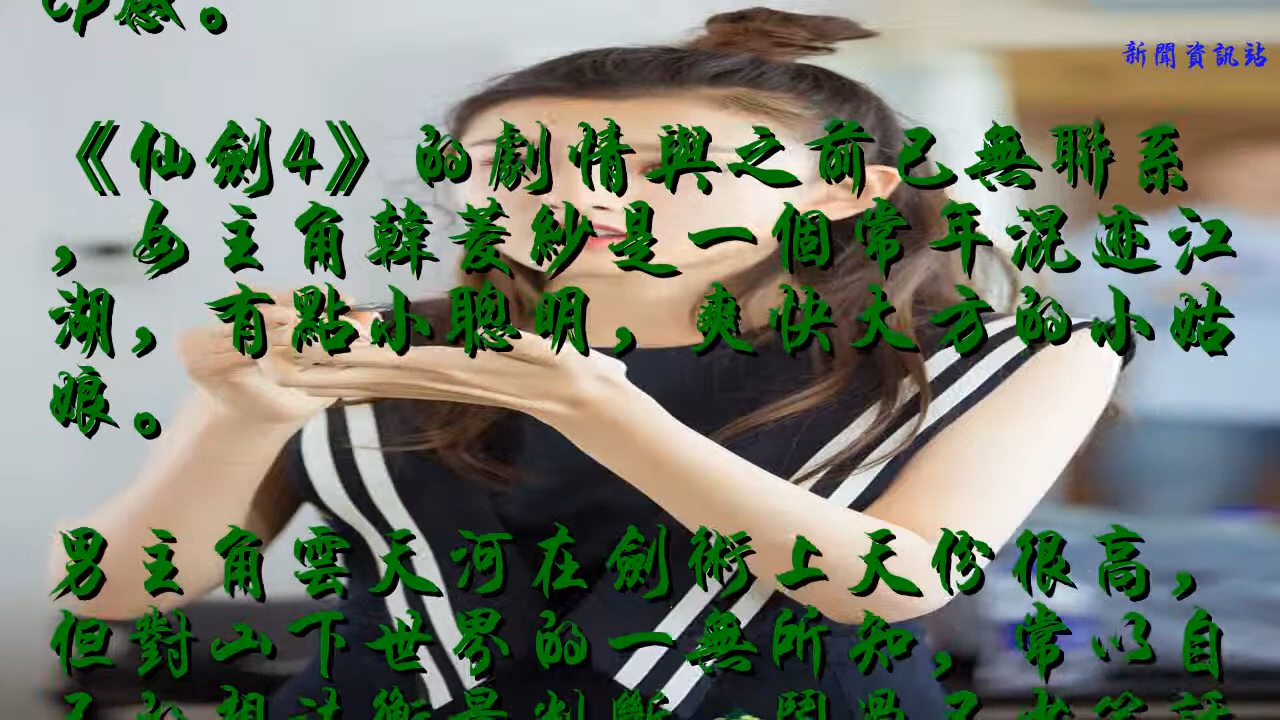 新聞資訊站
《仙劍4》的劇情與之前已無聯系
，女主角韓菱紗是一個常年混迹江
湖，有點小聰明，爽快大方的小姑
娘。
男主角雲天河在劍術上天份很高，
但對山下世界的一無所知，常以自